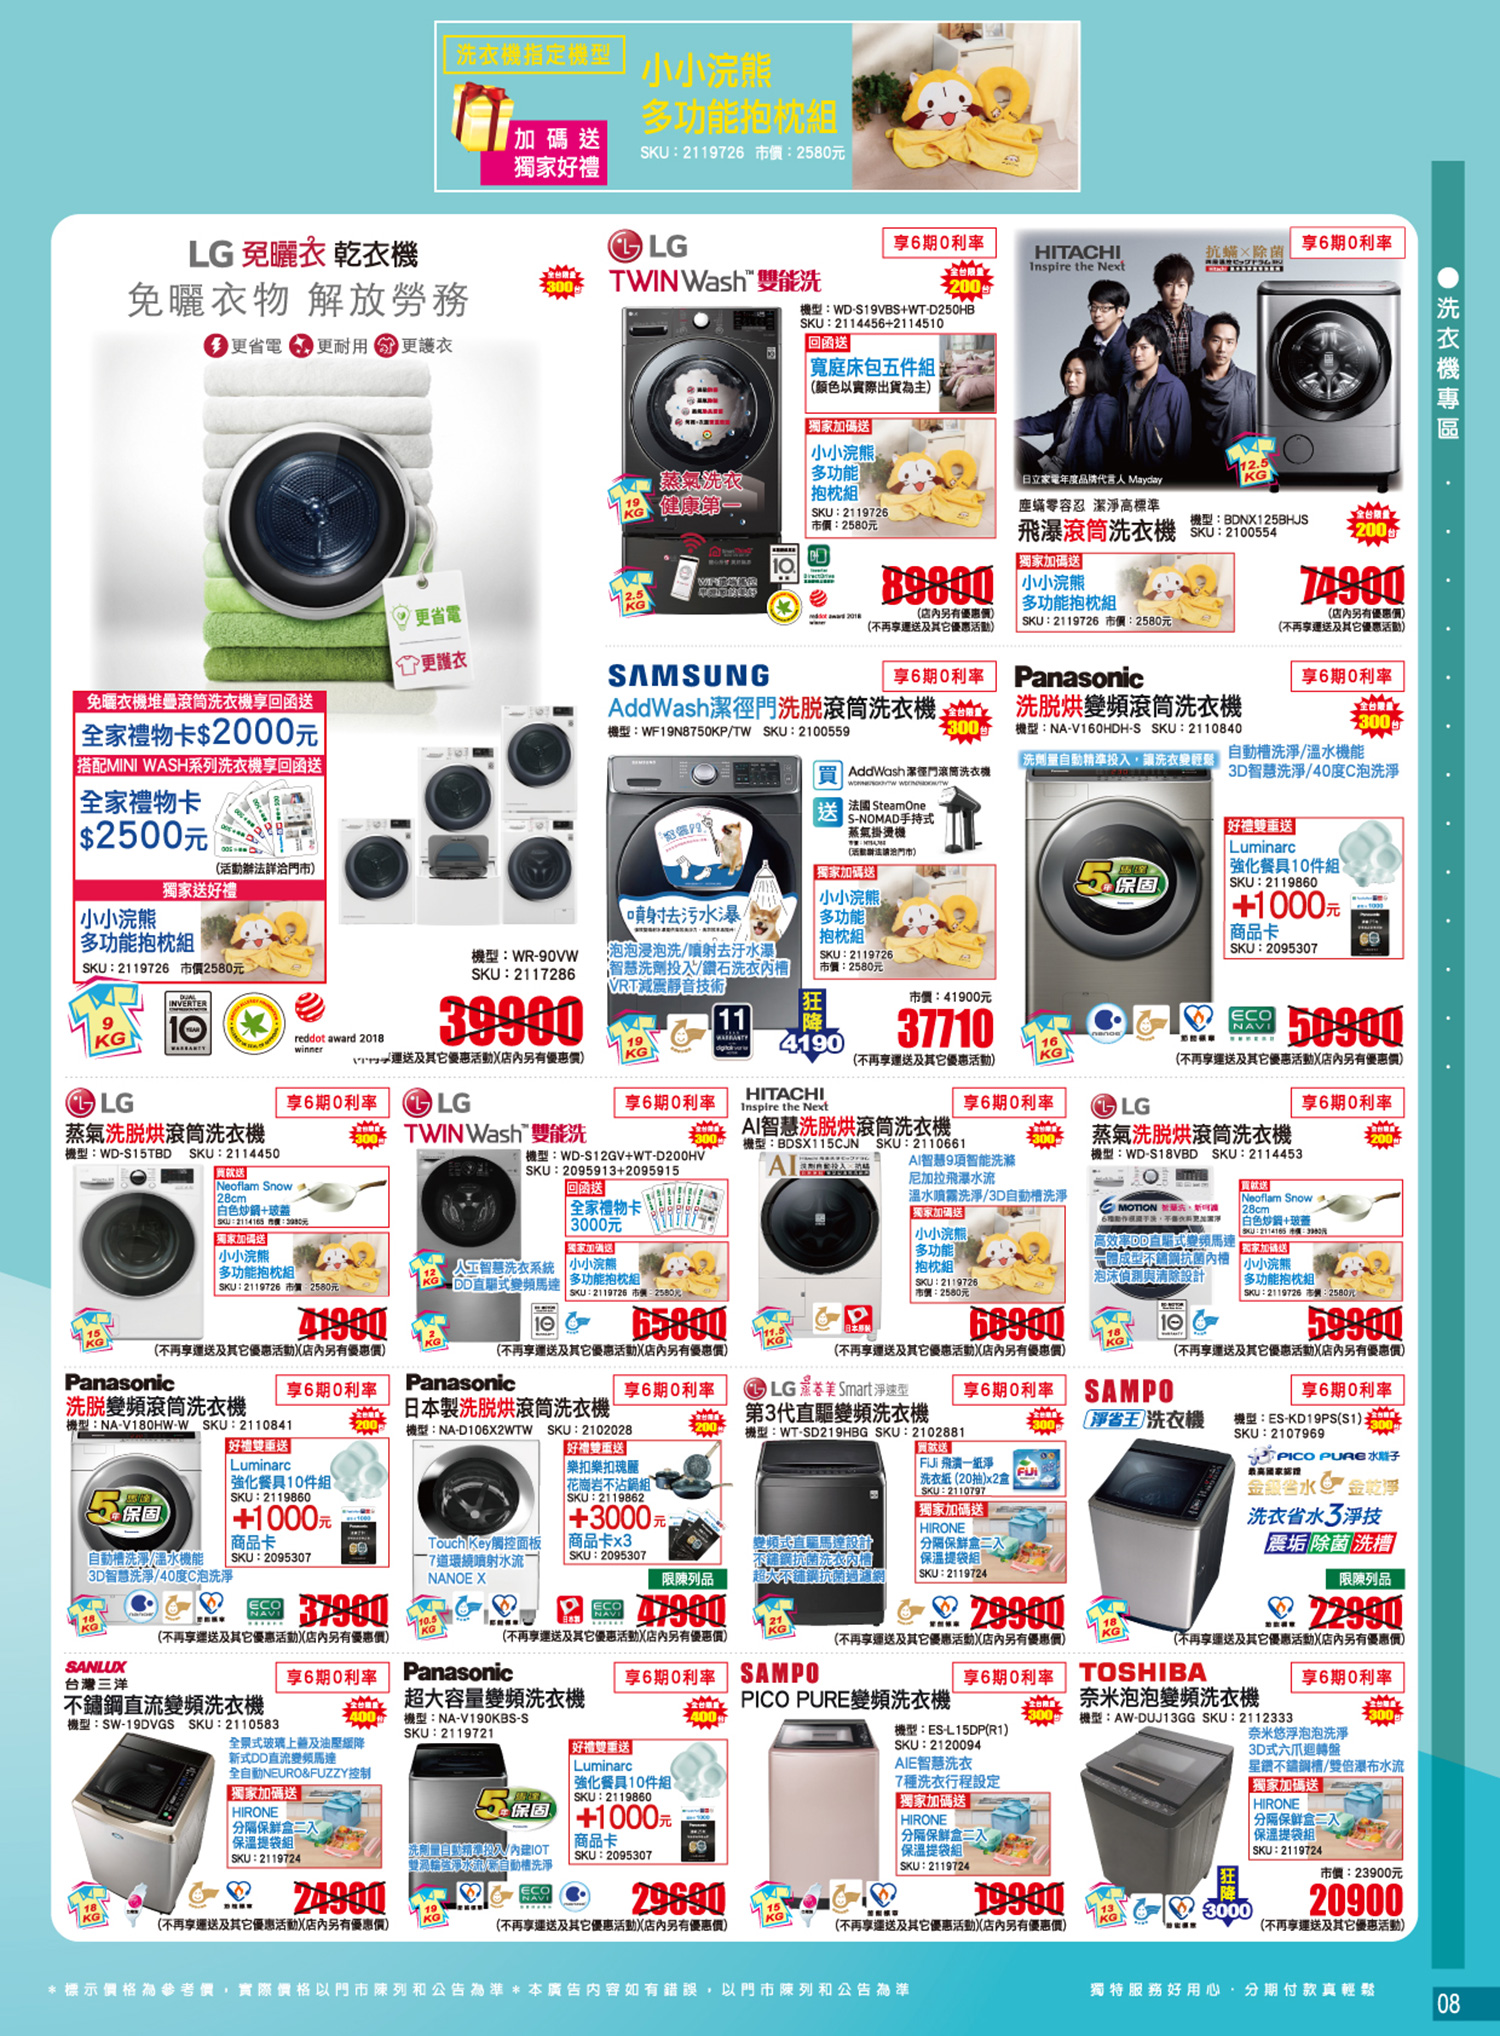 洗衣機指定機型
加碼送
獨家好禮
小小浣熊
多功能抱枕組
SKU：2119726 市價：2580元
●洗衣機專區
LG 免曬衣 乾衣機
免曬衣物 解放勞務
更省電 更耐用 更護衣
300台
更省電
更護衣
免曬衣機堆疊滾筒洗衣機享回函送
全家禮物卡$2000元
搭配MINI WASH系列洗衣機享回函送
全家禮物卡
$2500元
(活動辦法詳洽門市)
獨家送好禮
小小浣熊
多功能抱枕組
SKU：2119726 市價2580元
機型：WR-90VW
SKU：2117286
9 KG
DUAL INVERTER
10 YEAR WARRANTY
reddot award 2018
winner
39900
(不再享運送及其它優惠活動)(店內另有優惠價)
LG
享6期0利率
TWINWash™雙能洗
200台
機型：WD-S19VBS+WT-D250HB
SKU：2114456+2114510
回函送
寬庭床包五件組
(顏色以實際出貨為主)
獨家加碼送
小小浣熊
多功能
抱枕組
SKU：2119726
市價：2580元
蒸氣洗衣
健康第一
19 KG
2.5 KG
reddot award 2018
winner
89800
(店內另有優惠價)
(不再享運送及其它優惠活動)
HITACHI
Inspire the Next
抗蟎×除菌
享6期0利率
日立家電年度品牌代言人 Mayday
12.5 KG
塵蟎零容忍 潔淨高標準
飛瀑滾筒洗衣機
機型：BDNX125BHJS
SKU：2100554
200台
獨家加碼送
小小浣熊
多功能抱枕組
SKU：2119726 市價：2580元
74900
(店內另有優惠價)
(不再享運送及其它優惠活動)
SAMSUNG
享6期0利率
AddWash潔徑門洗脫滾筒洗衣機
機型：WF19N8750KP/TW SKU：2100559
300台
買 AddWash潔徑門滾筒洗衣機
送 法國SteamOne
S-NOMAD手持式
蒸氣掛燙機
(活動辦法請洽門市)
獨家加碼送
小小浣熊
多功能
抱枕組
SKU：2119726
市價：2580元
噴射去污水瀑
泡泡浸泡洗/噴射去汙水瀑
智慧洗劑投入/鑽石洗衣內槽
VRT減震靜音技術
19 KG
11
狂降
4190
市價：41900元
37710
(不再享運送及其它優惠活動)
Panasonic
享6期0利率
洗脫烘變頻滾筒洗衣機
機型：NA-V160HDH-S SKU：2110840
300台
洗劑量自動精準投入，讓洗衣變輕鬆
自動槽洗淨/溫水機能
3D智慧洗淨/40度C泡洗淨
5年保固
好禮雙重送
Luminarc
強化餐具10件組
SKU：2119860
+1000元
商品卡
SKU：2095307
16 KG
ECO NAVI
50900
(不再享運送及其它優惠活動)(店內另有優惠價)
LG
享6期0利率
蒸氣洗脫烘滾筒洗衣機
機型：WD-S15TBD SKU：2114450
300台
買就送
Neoflam Snow
28cm
白色炒鍋+玻蓋
SKU：2114165 市價：3980元
獨家加碼送
小小浣熊
多功能抱枕組
SKU：2119726 市價：2580元
15 KG
41900
(不再享運送及其它優惠活動)(店內另有優惠價)
LG
享6期0利率
TWINWash™雙能洗
300台
機型：WD-S12GV+WT-D200HV
SKU：2095913+2095915
回函送
全家禮物卡
3000元
獨家加碼送
小小浣熊
多功能抱枕組
SKU：2119726 市價：2580元
人工智慧洗衣系統
DD直驅式變頻馬達
12 KG
2 KG
65800
(不再享運送及其它優惠活動)(店內另有優惠價)
HITACHI
Inspire the Next
享6期0利率
AI智慧洗脫烘滾筒洗衣機
機型：BDSX115CJN SKU：2110661
300台
AI
AI智慧9項智能洗滌
尼加拉飛瀑水流
溫水噴霧洗淨/3D自動槽洗淨
獨家加碼送
小小浣熊
多功能
抱枕組
SKU：2119726
市價：2580元
11.5 KG
日本原裝
68900
(不再享運送及其它優惠活動)(店內另有優惠價)
LG
享6期0利率
蒸氣洗脫烘滾筒洗衣機
機型：WD-S18VBD SKU：2114453
200台
6 MOTION
買就送
Neoflam Snow
28cm
白色炒鍋+玻蓋
SKU：2114165 市價：3980元
高效率DD直驅式變頻馬達
一體成型不鏽鋼抗菌內槽
泡沫偵測與清除設計
獨家加碼送
小小浣熊
多功能抱枕組
SKU：2119726 市價：2580元
18 KG
59900
(不再享運送及其它優惠活動)(店內另有優惠價)
Panasonic
享6期0利率
洗脫變頻滾筒洗衣機
機型：NA-V180HW-W SKU：2110841
200台
5年保固
好禮雙重送
Luminarc
強化餐具10件組
SKU：2119860
+1000元
商品卡
SKU：2095307
自動槽洗淨/溫水機能
3D智慧洗淨/40度C泡洗淨
18 KG
ECO NAVI
37900
(不再享運送及其它優惠活動)(店內另有優惠價)
Panasonic
享6期0利率
日本製洗脫烘滾筒洗衣機
機型：NA-D106X2WTW SKU：2102028
200台
好禮雙重送
樂扣樂扣瑰麗
花崗岩不沾鍋組
SKU：2119862
+3000元
商品卡x3
SKU：2095307
Touch Key觸控面板
7道環繞噴射水流
NANOE X
限陳列品
10.5 KG
日本製
ECO NAVI
47900
(不再享運送及其它優惠活動)(店內另有優惠價)
LG 蒸善美 Smart 淨速型
享6期0利率
第3代直驅變頻洗衣機
機型：WT-SD219HBG SKU：2102881
300台
買就送
FiJi 飛漬一紙淨
洗衣紙 (20抽)x2盒
SKU：2110797
獨家加碼送
HIRONE
分隔保鮮盒二入
保溫提袋組
SKU：2119724
變頻式直驅馬達設計
不鏽鋼抗菌洗衣內槽
超大不鏽鋼抗菌過濾網
21 KG
29900
(不再享運送及其它優惠活動)(店內另有優惠價)
SAMPO
享6期0利率
淨省王 洗衣機
機型：ES-KD19PS(S1)
SKU：2107969
300台
PICO PURE水離子
最高國家認證
金級省水 金乾淨
洗衣省水3淨技
震垢 除菌 洗槽
限陳列品
18 KG
22900
(不再享運送及其它優惠活動)(店內另有優惠價)
SANLUX
台灣三洋
享6期0利率
不鏽鋼直流變頻洗衣機
機型：SW-19DVGS SKU：2110583
400台
全景式玻璃上蓋及油壓緩降
新式DD直流變頻馬達
全自動NEURO&FUZZY控制
獨家加碼送
HIRONE
分隔保鮮盒二入
保溫提袋組
SKU：2119724
18 KG
24900
(不再享運送及其它優惠活動)(店內另有優惠價)
Panasonic
享6期0利率
超大容量變頻洗衣機
機型：NA-V190KBS-S
SKU：2119721
400台
5年保固
好禮雙重送
Luminarc
強化餐具10件組
SKU：2119860
+1000元
商品卡
SKU：2095307
洗劑量自動精準投入/內建IOT
雙渦輪強淨水流/新自動槽洗淨
19 KG
ECO NAVI
29690
(不再享運送及其它優惠活動)(店內另有優惠價)
SAMPO
享6期0利率
PICO PURE變頻洗衣機
300台
機型：ES-L15DP(R1)
SKU：2120094
AIE智慧洗衣
7種洗衣行程設定
獨家加碼送
HIRONE
分隔保鮮盒二入
保溫提袋組
SKU：2119724
15 KG
19900
(不再享運送及其它優惠活動)(店內另有優惠價)
TOSHIBA
享6期0利率
奈米泡泡變頻洗衣機
機型：AW-DUJ13GG SKU：2112333
300台
奈米悠浮泡泡洗淨
3D式六爪迴轉盤
星鑽不鏽鋼槽/雙倍瀑布水流
獨家加碼送
HIRONE
分隔保鮮盒二入
保溫提袋組
SKU：2119724
13 KG
狂降
3000
市價：23900元
20900
(不再享運送及其它優惠活動)
＊標示價格為參考價，實際價格以門市陳列和公告為準＊本廣告內容如有錯誤，以門市陳列和公告為準
獨特服務好用心．分期付款真輕鬆
08